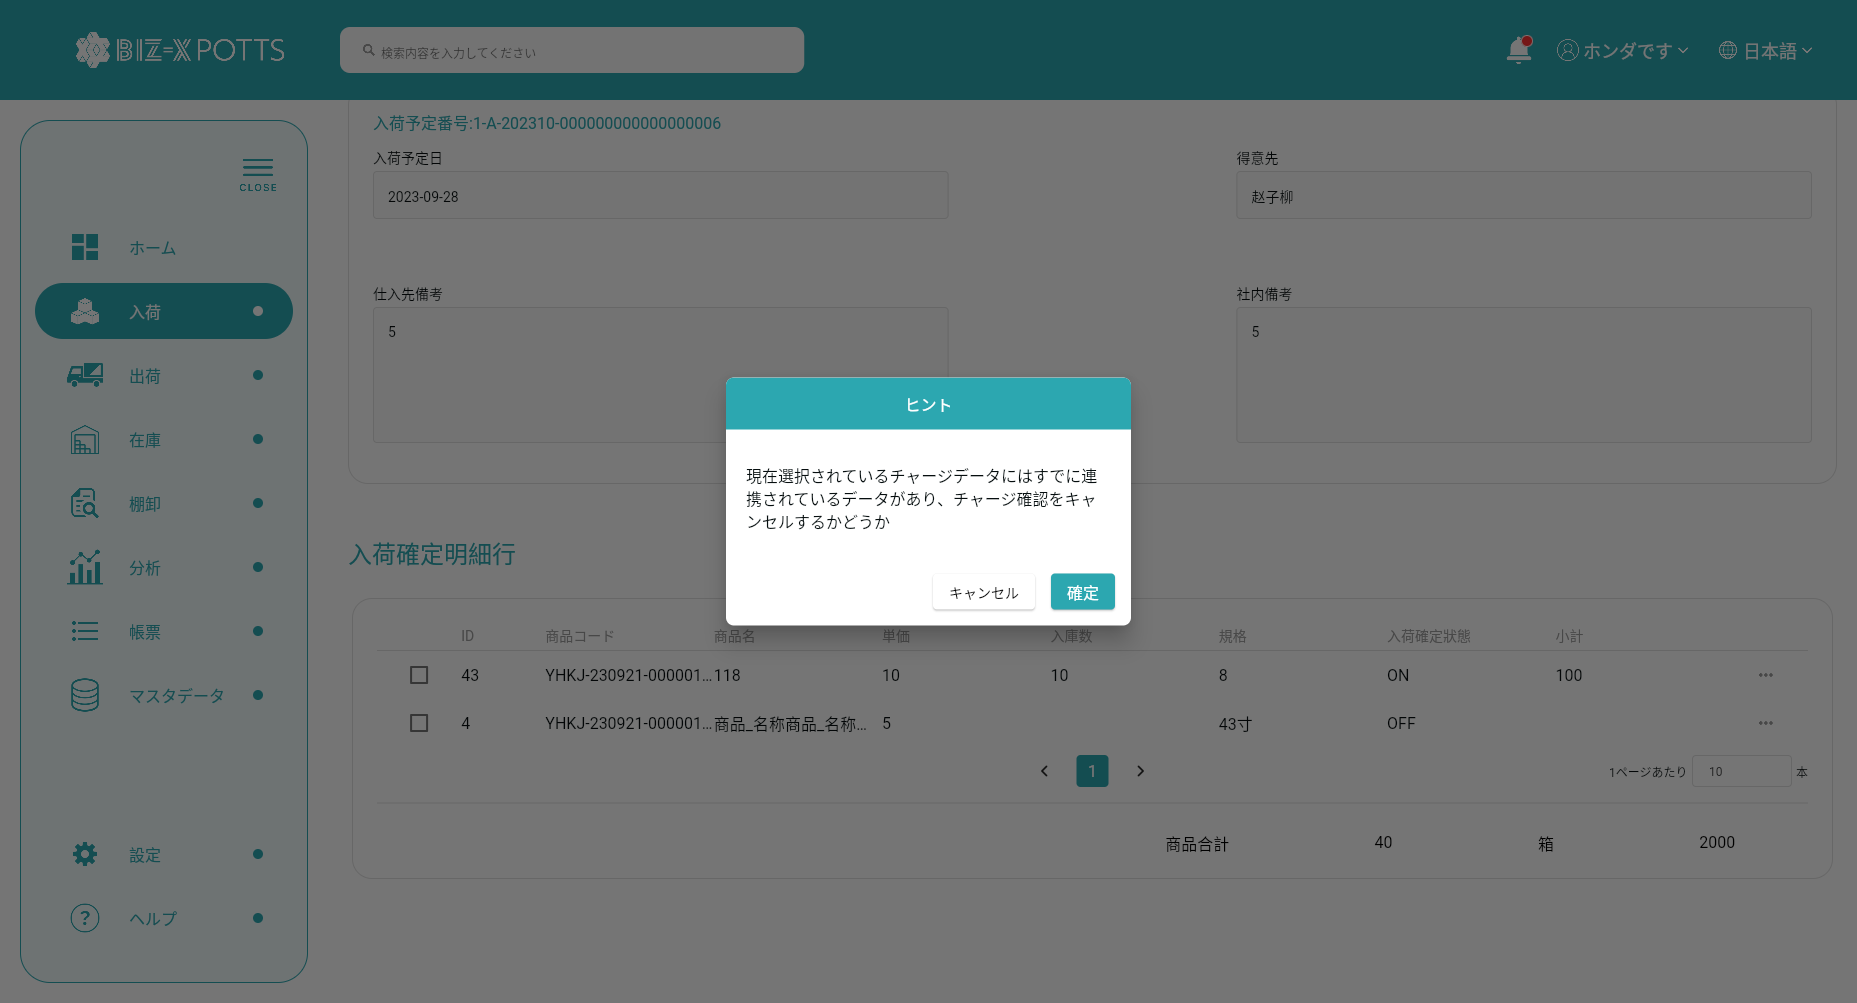 BIZ-X POTTS
検索内容を入力してください
ホンダです
日本語
CLOSE
ホーム
入荷
出荷
在庫
棚卸
分析
帳票
マスタデータ
設定
ヘルプ
入荷予定番号:1-A-202310-000000000000000006
入荷予定日
得意先
2023-09-28
赵子柳
仕入先備考
社内備考
5
5
ヒント
現在選択されているチャージデータにはすでに連
携されているデータがあり、チャージ確認をキャ
ンセルするかどうか
キャンセル
確定
入荷確定明細行
ID 商品コード 商品名 単価 入庫数 規格 入荷確定狀態 小計
43 YHKJ-230921-000001... 118 10 10 8 ON 100 ...
4 YHKJ-230921-000001... 商品_名称商品_名称... 5 43寸 OFF ...
1
1ページあたり 10 本
商品合計 40 箱 2000